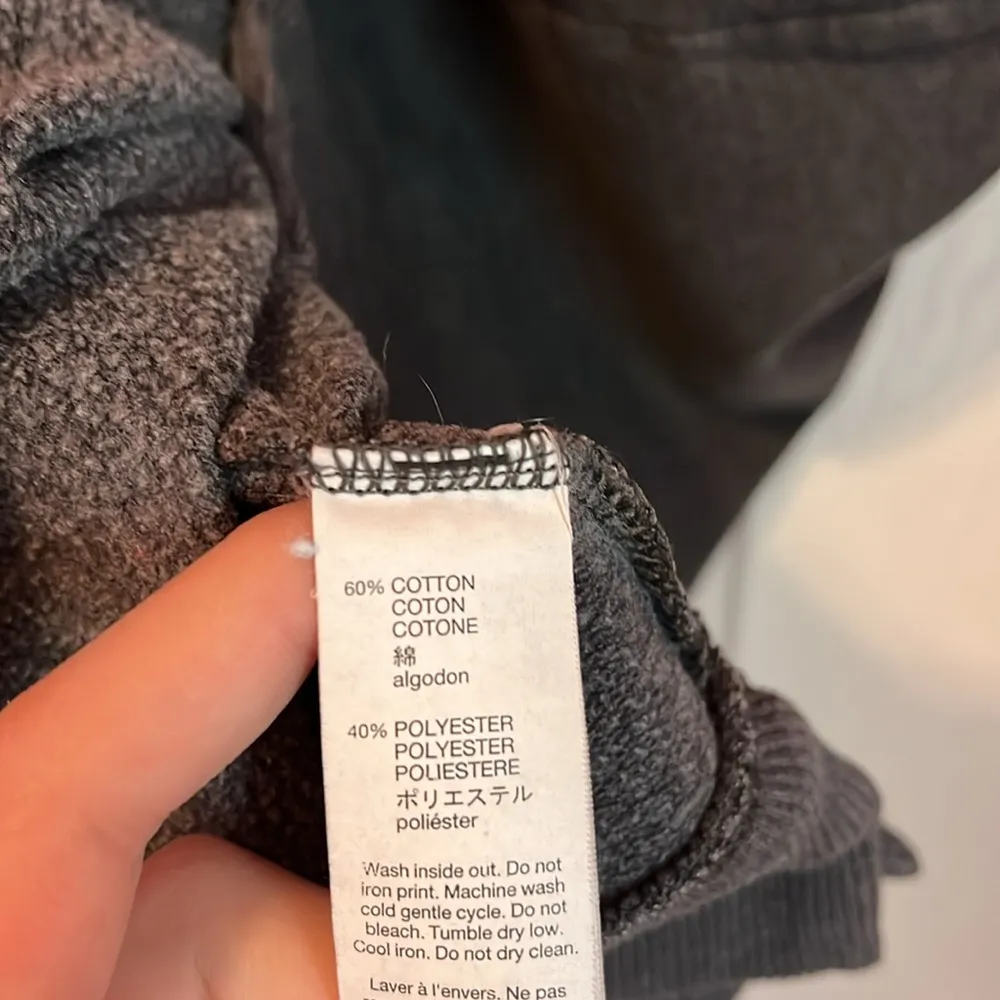 60% COTTON
COTON
COTONE
綿
algodon
40% POLYESTER
POLYESTER
POLIESTERE
ポリエステル
poliéster
Wash inside out. Do not
iron print. Machine wash
cold gentle cycle. Do not
bleach. Tumble dry low.
Cool iron. Do not dry clean.
Laver à l'envers. Ne pas